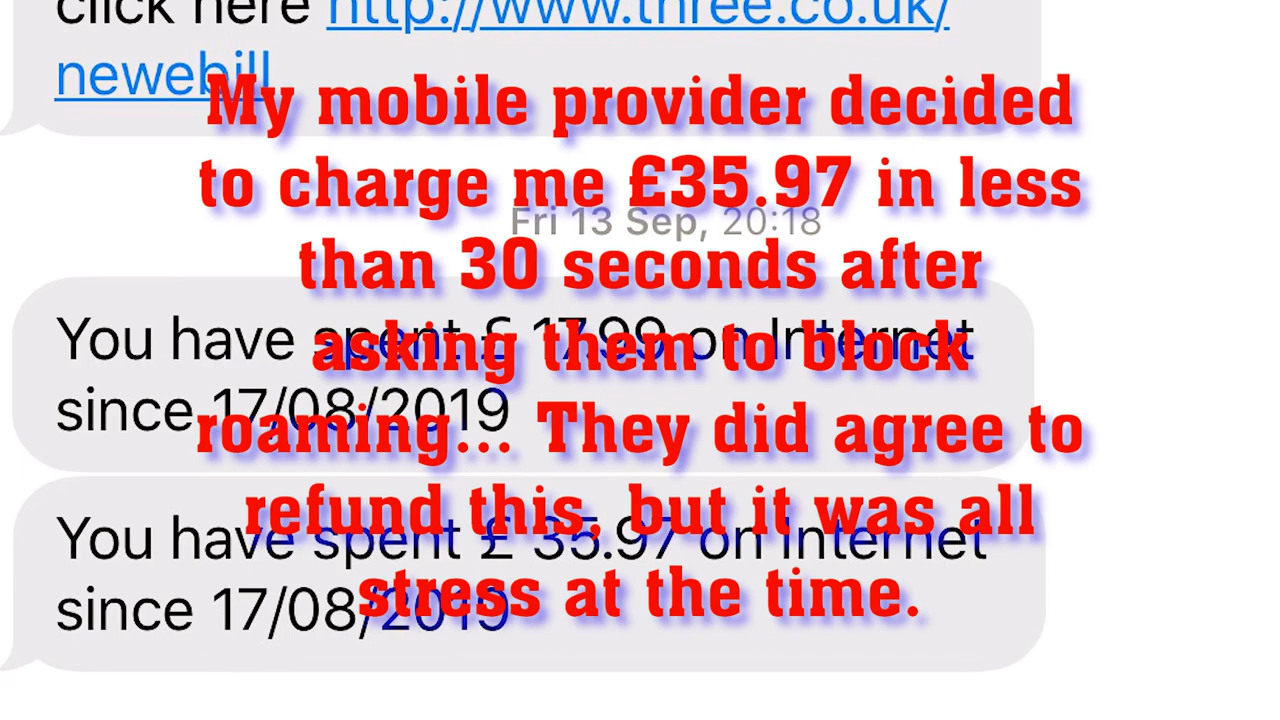 click here http://www.three.co.uk/
newebill
My mobile provider decided
to charge me £35.97 in less
Fri 13 Sep, 20:18
than 30 seconds after
You have spent £ 17.99 on Internet
asking them to block
since 17/08/2019
roaming... They did agree to
refund this, but it was all
You have spent £ 35.97 on Internet
stress at the time.
since 17/08/2019